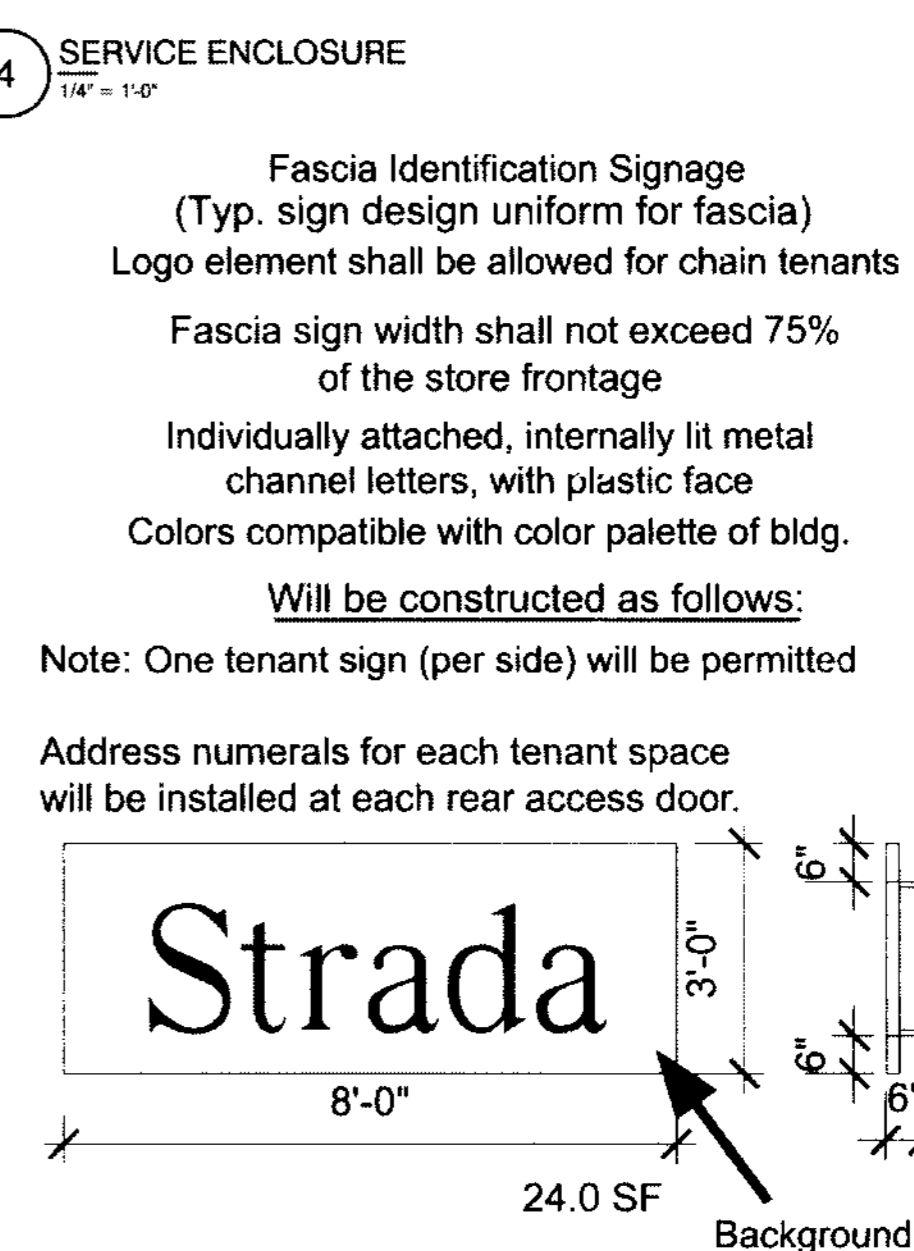 4
SERVICE ENCLOSURE
1/4" = 1'-0"
Fascia Identification Signage
(Typ. sign design uniform for fascia)
Logo element shall be allowed for chain tenants
Fascia sign width shall not exceed 75%
of the store frontage
Individually attached, internally lit metal
channel letters, with plastic face
Colors compatible with color palette of bldg.
Will be constructed as follows:
Note: One tenant sign (per side) will be permitted
Address numerals for each tenant space
will be installed at each rear access door.
6"
Strada
3'-0"
6"
8'-0"
6"
24.0 SF
Background